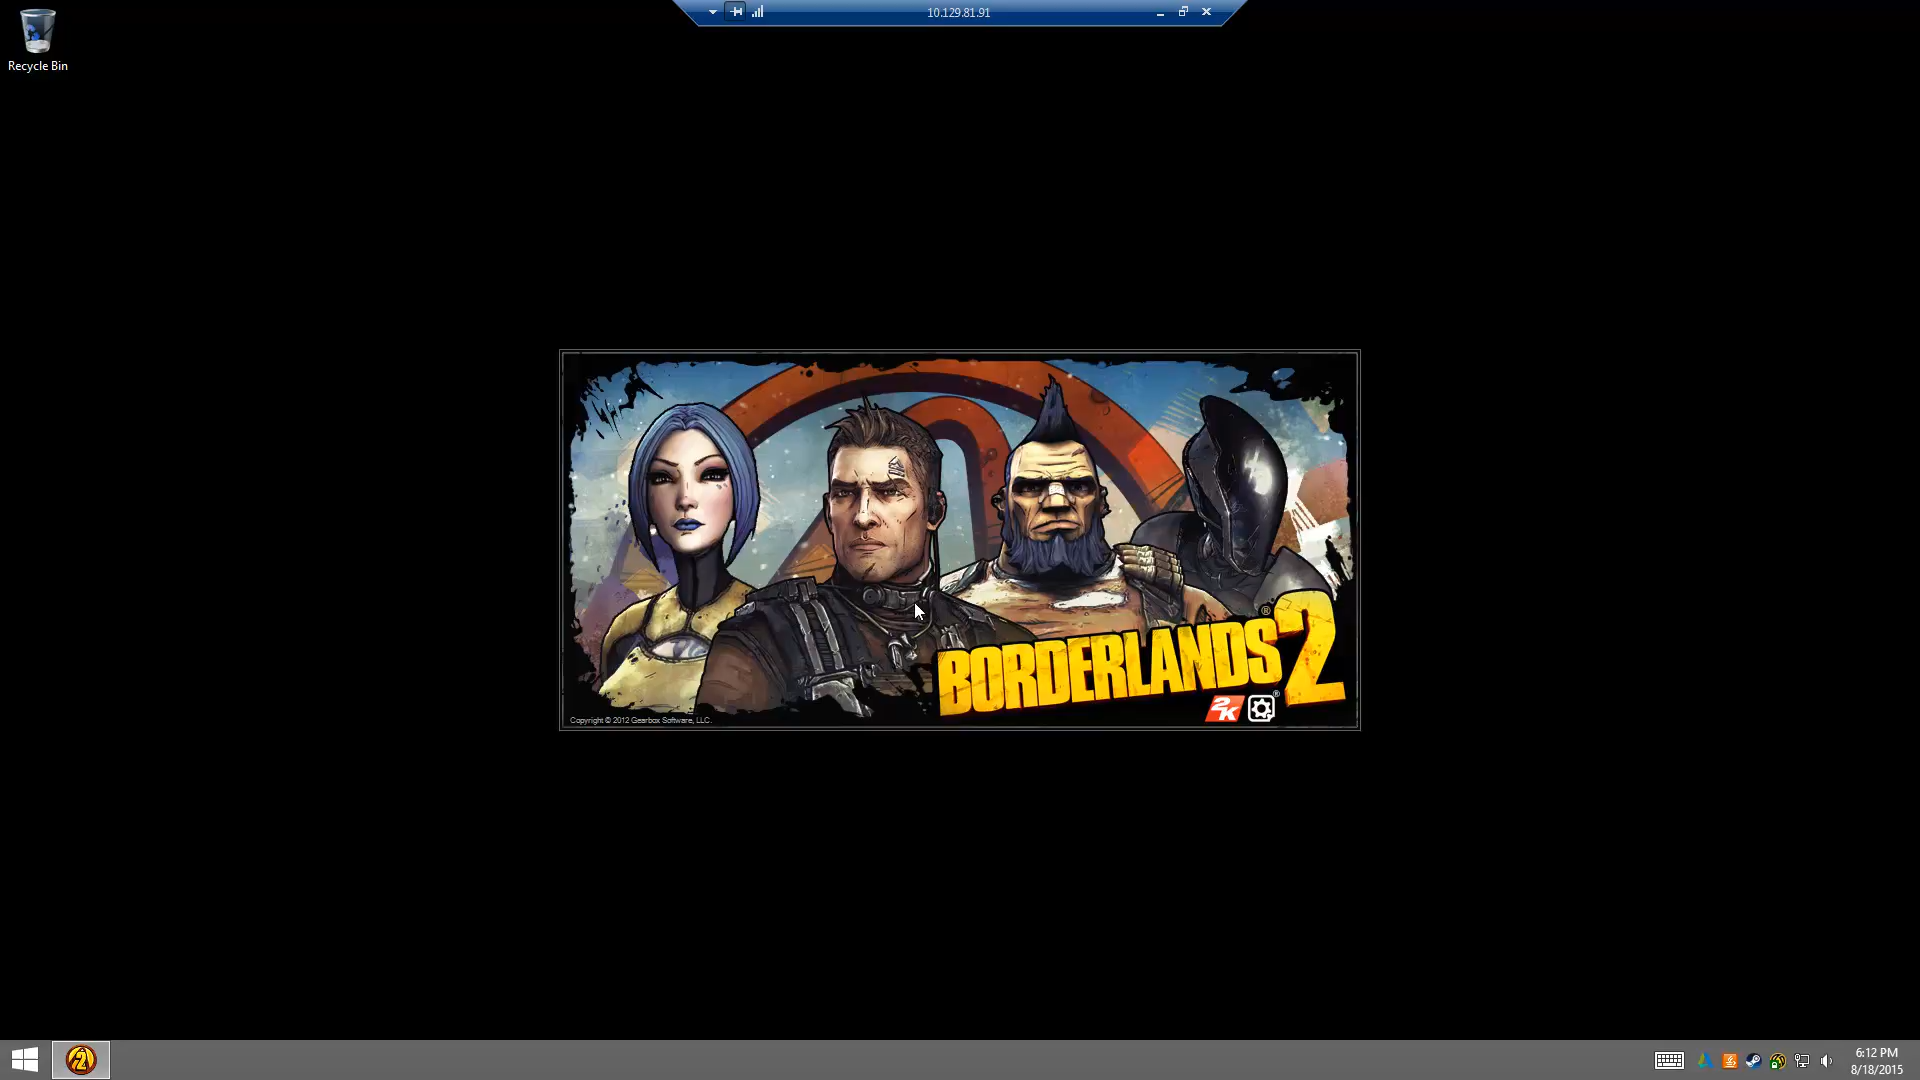 10.129.81.91
Recycle Bin
BORDERLANDS 2
®
2K
®
Copyright © 2012 Gearbox Software, LLC.
2
6:12 PM
8/18/2015